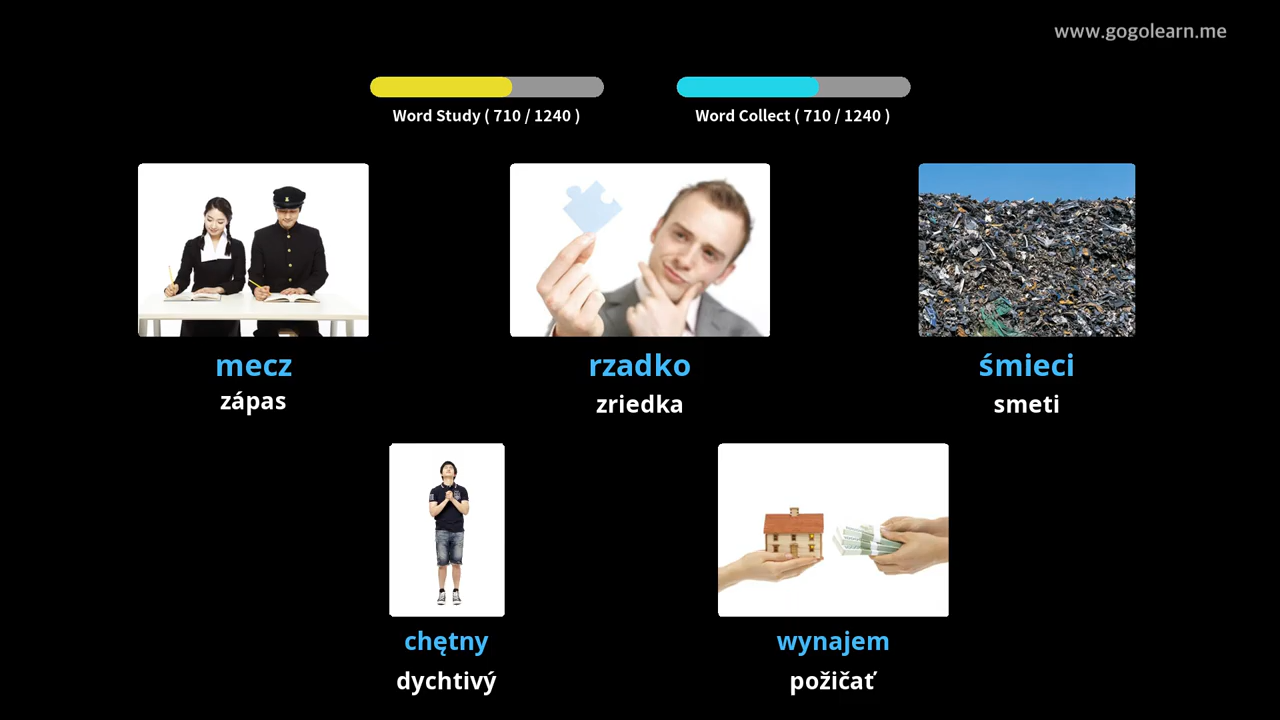 www.gogolearn.me
Word Study ( 710 / 1240 )
Word Collect ( 710 / 1240 )
mecz
zápas
rzadko
zriedka
śmieci
smeti
chętny
dychtivý
wynajem
požičať